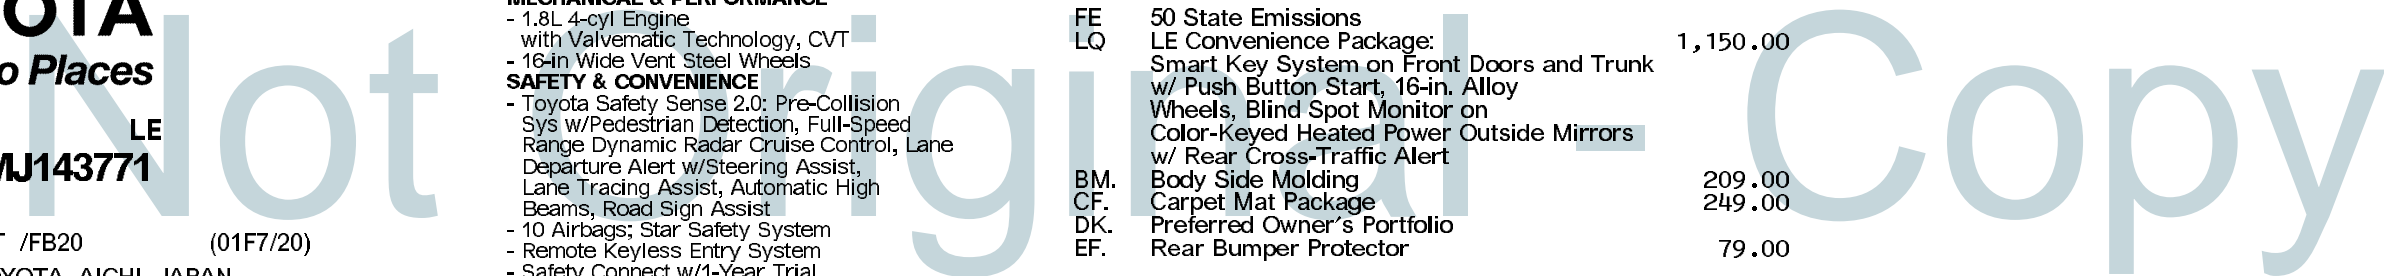 OTA
o Places
LE
MJ143771
/FB20 (01F7/20)
MECHANICAL & PERFORMANCE
- 1.8L 4-cyl Engine
with Valvematic Technology, CVT
- 16-in Wide Vent Steel Wheels
SAFETY & CONVENIENCE
- Toyota Safety Sense 2.0: Pre-Collision
Sys w/Pedestrian Detection, Full-Speed
Range Dynamic Radar Cruise Control, Lane
Departure Alert w/Steering Assist,
Lane Tracing Assist, Automatic High
Beams, Road Sign Assist
- 10 Airbags; Star Safety System
- Remote Keyless Entry System
- Safety Connect w/1-Year Trial
FE 50 State Emissions
LQ LE Convenience Package: 1,150.00
Smart Key System on Front Doors and Trunk
w/ Push Button Start, 16-in. Alloy
Wheels, Blind Spot Monitor on
Color-Keyed Heated Power Outside Mirrors
w/ Rear Cross-Traffic Alert
BM. Body Side Molding 209.00
CF. Carpet Mat Package 249.00
DK. Preferred Owner's Portfolio
EF. Rear Bumper Protector 79.00
Not Original - Copy